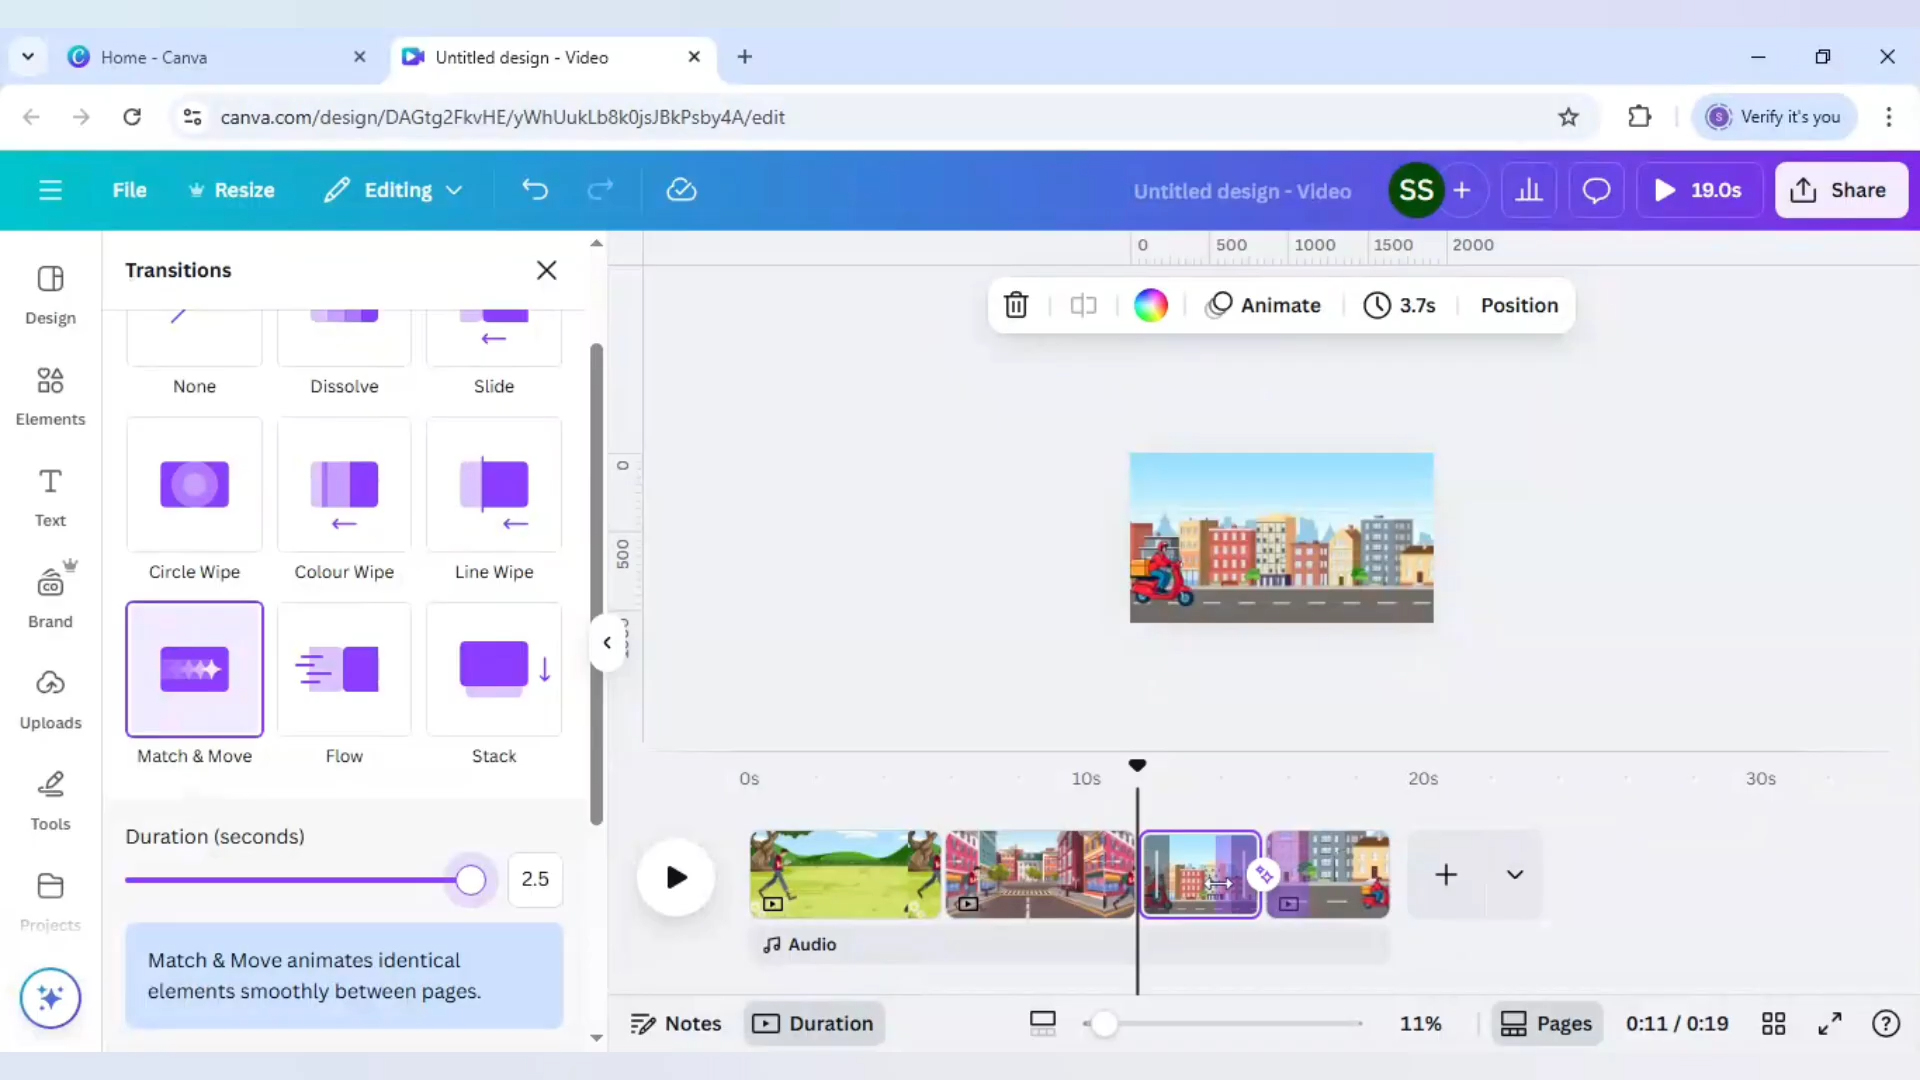 Home - Canva
Untitled design - Video
canva.com/design/DAGtg2FkvHE/yWhUukLb8k0jsJBkPsby4A/edit
S
Verify it's you
File
Resize
Editing
Untitled design - Video
SS
19.0s
Share
0 500 1000 1500 2000
Design
Elements
Text
Brand
Uploads
Tools
Projects
Transitions
None
Dissolve
Slide
Circle Wipe
Colour Wipe
Line Wipe
Match & Move
Flow
Stack
Duration (seconds)
2.5
Match & Move animates identical
elements smoothly between pages.
Animate
3.7s
Position
0
500
0s
10s
20s
30s
Audio
Notes
Duration
11%
Pages
0:11 / 0:19